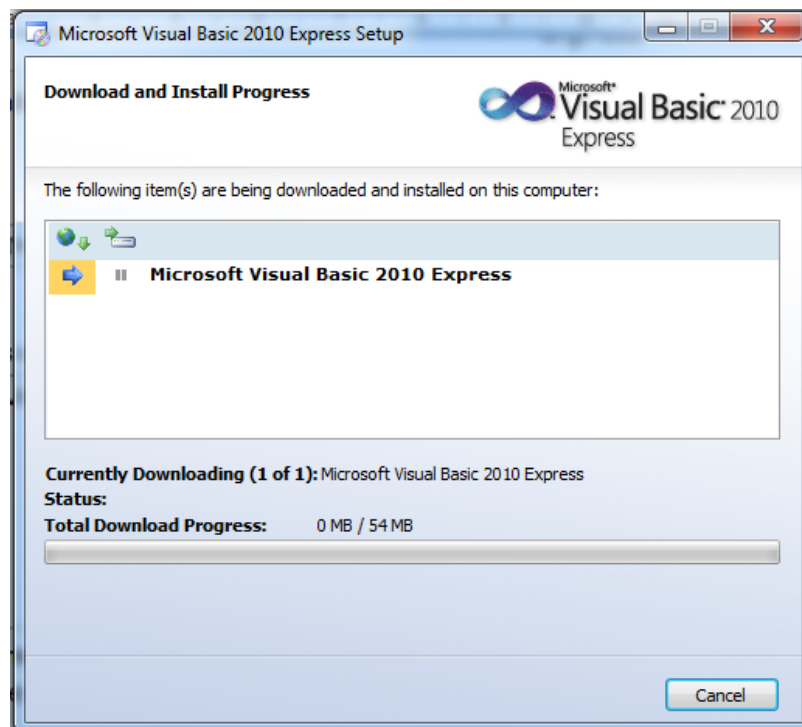 Microsoft Visual Basic 2010 Express Setup
Download and Install Progress
Microsoft®
Visual Basic® 2010
Express
The following item(s) are being downloaded and installed on this computer:
Microsoft Visual Basic 2010 Express
Currently Downloading (1 of 1): Microsoft Visual Basic 2010 Express
Status:
Total Download Progress: 0 MB / 54 MB
Cancel